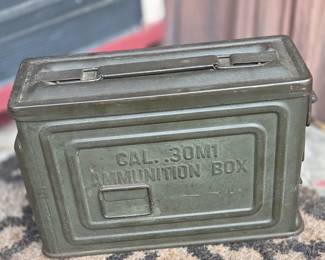 CAL. .30M1
AMMUNITION BOX